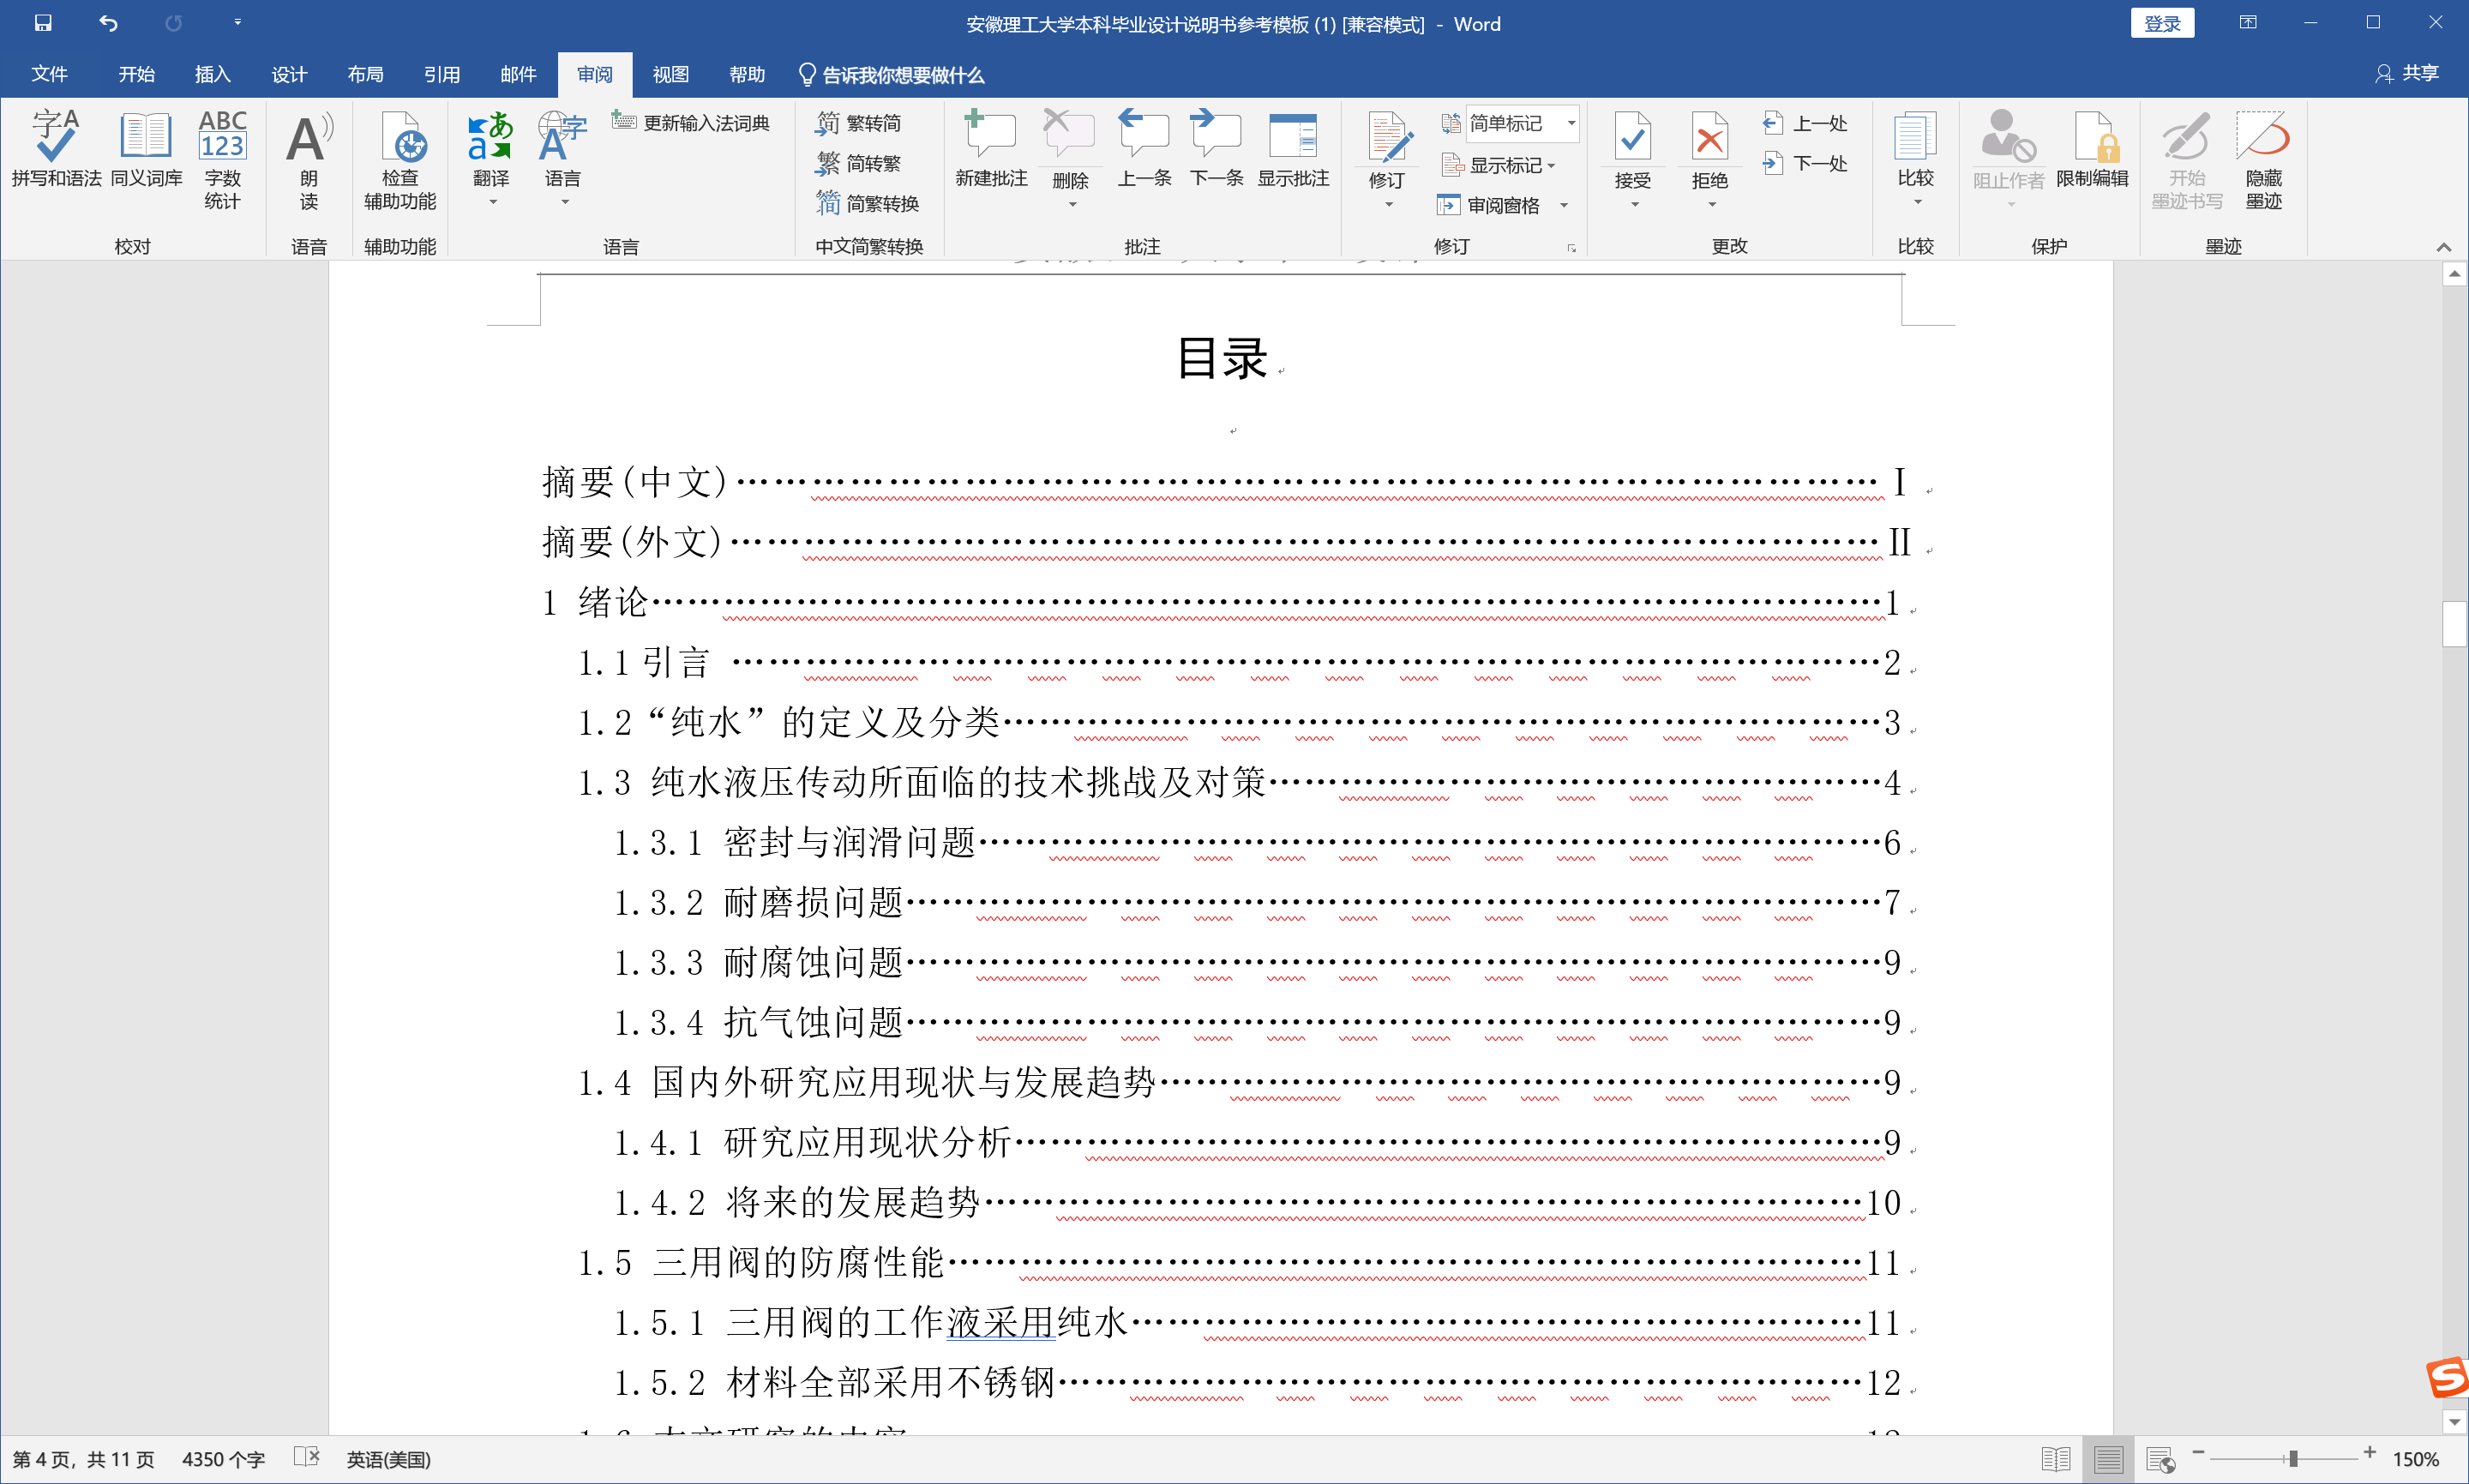 安徽理工大学本科毕业设计说明书参考模板 (1) [兼容模式] - Word
登录
文件 开始 插入 设计 布局 引用 邮件 审阅 视图 帮助 告诉我你想要做什么 共享
拼写和语法 同义词库 字数统计 朗读 检查辅助功能 翻译 语言 更新输入法词典
ABC 123
繁转简 简转繁 简繁转换
新建批注 删除 上一条 下一条 显示批注
修订 简单标记 显示标记 审阅窗格
接受 拒绝 上一处 下一处
比较 阻止作者 限制编辑 开始墨迹书写 隐藏墨迹
校对 语音 辅助功能 语言 中文简繁转换 批注 修订 更改 比较 保护 墨迹
目录
摘要(中文)………………………………………………………………………… I
摘要(外文)………………………………………………………………………… II
1 绪论…………………………………………………………………………………1
1.1引言 ……………………………………………………………………………2
1.2“纯水”的定义及分类…………………………………………………………3
1.3 纯水液压传动所面临的技术挑战及对策………………………………………4
1.3.1 密封与润滑问题……………………………………………………………6
1.3.2 耐磨损问题…………………………………………………………………7
1.3.3 耐腐蚀问题…………………………………………………………………9
1.3.4 抗气蚀问题…………………………………………………………………9
1.4 国内外研究应用现状与发展趋势………………………………………………9
1.4.1 研究应用现状分析…………………………………………………………9
1.4.2 将来的发展趋势……………………………………………………………10
1.5 三用阀的防腐性能………………………………………………………………11
1.5.1 三用阀的工作液采用纯水…………………………………………………11
1.5.2 材料全部采用不锈钢………………………………………………………12
第 4 页，共 11 页 4350 个字 英语(美国) 150%